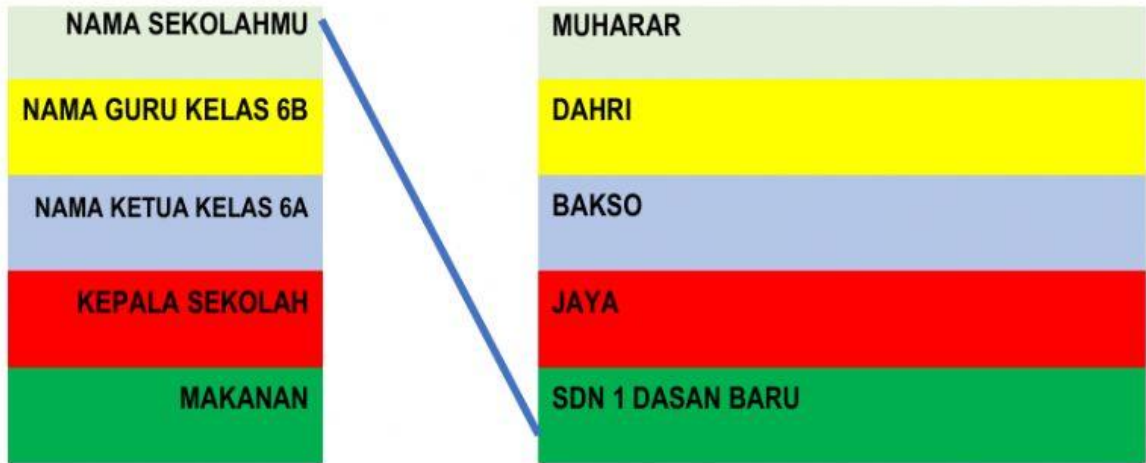 NAMA SEKOLAHMU
NAMA GURU KELAS 6B
NAMA KETUA KELAS 6A
KEPALA SEKOLAH
MAKANAN
MUHARAR
DAHRI
BAKSO
JAYA
SDN 1 DASAN BARU